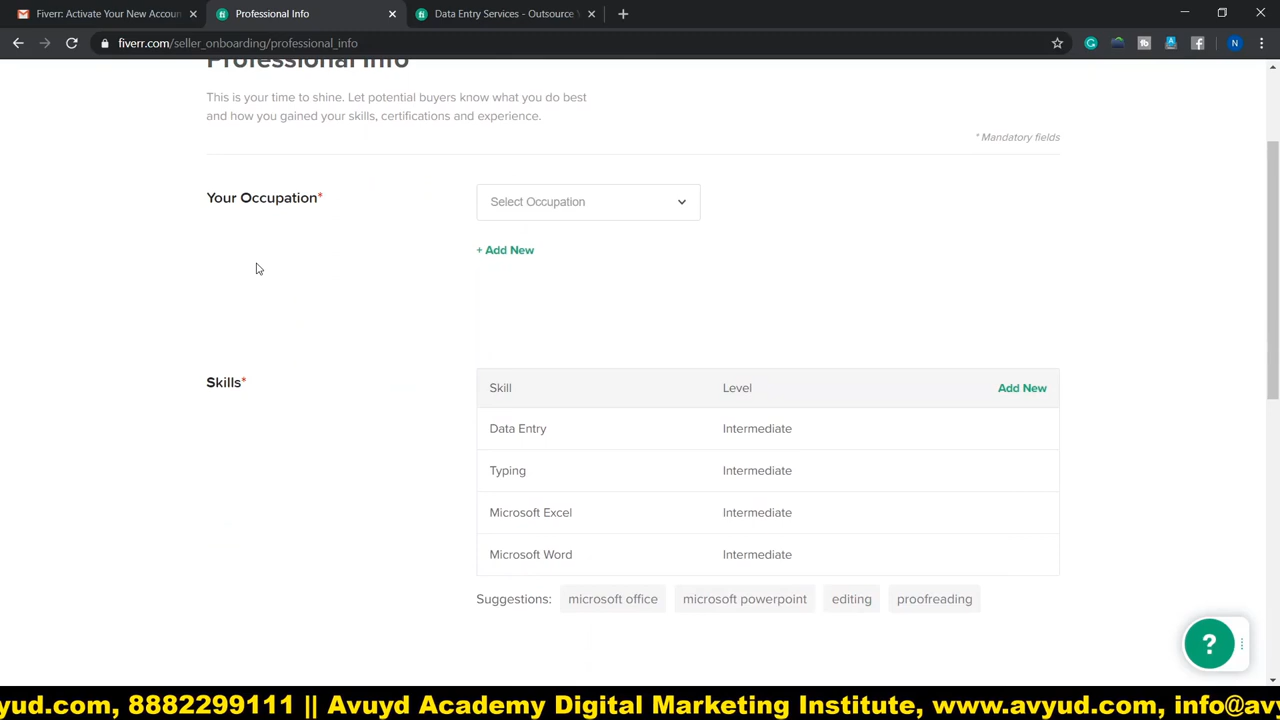 Fiverr: Activate Your New Accoun
Professional Info
Data Entry Services - Outsource
fiverr.com/seller_onboarding/professional_info
N
Professional Info
This is your time to shine. Let potential buyers know what you do best
and how you gained your skills, certifications and experience.
* Mandatory fields
Your Occupation*
Select Occupation
+ Add New
Skills*
Skill Level Add New
Data Entry Intermediate
Typing Intermediate
Microsoft Excel Intermediate
Microsoft Word Intermediate
Suggestions: microsoft office microsoft powerpoint editing proofreading
?
yud.com, 8882299111 || Avuyd Academy Digital Marketing Institute, www.avyud.com, info@av